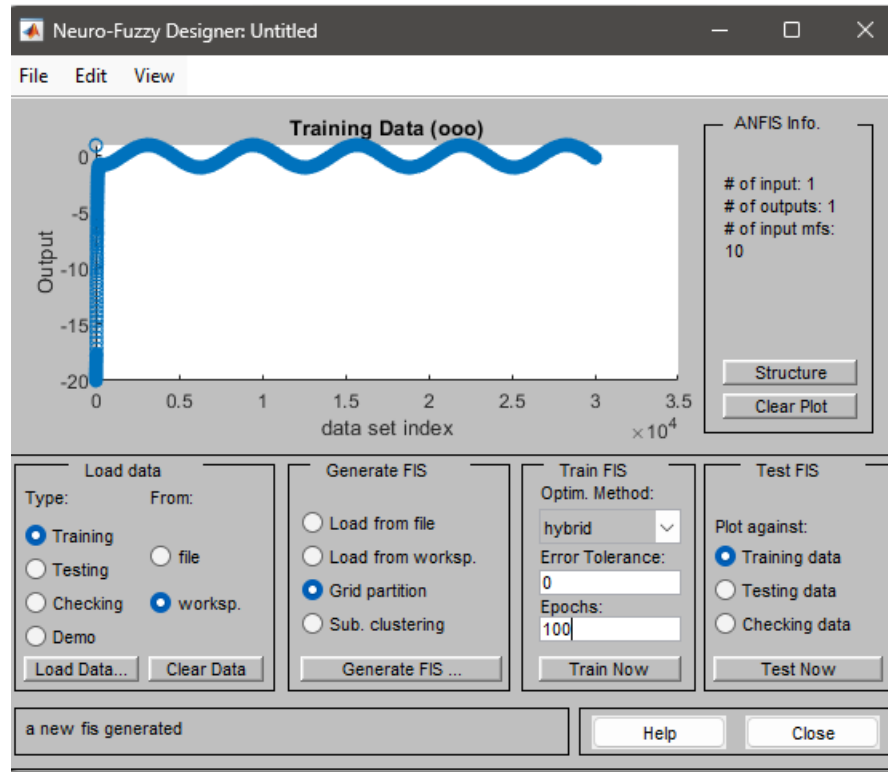 Neuro-Fuzzy Designer: Untitled
File Edit View
Training Data (ooo)
0
-5
-10
-15
-20
Output
0 0.5 1 1.5 2 2.5 3 3.5
data set index
×10^4
ANFIS Info.
# of input: 1
# of outputs: 1
# of input mfs:
10
Structure
Clear Plot
Load data
Type: From:
Training
Testing
Checking
Demo
file
worksp.
Load Data... Clear Data
Generate FIS
Load from file
Load from worksp.
Grid partition
Sub. clustering
Generate FIS ...
Train FIS
Optim. Method:
hybrid
Error Tolerance:
0
Epochs:
100
Train Now
Test FIS
Plot against:
Training data
Testing data
Checking data
Test Now
a new fis generated
Help Close